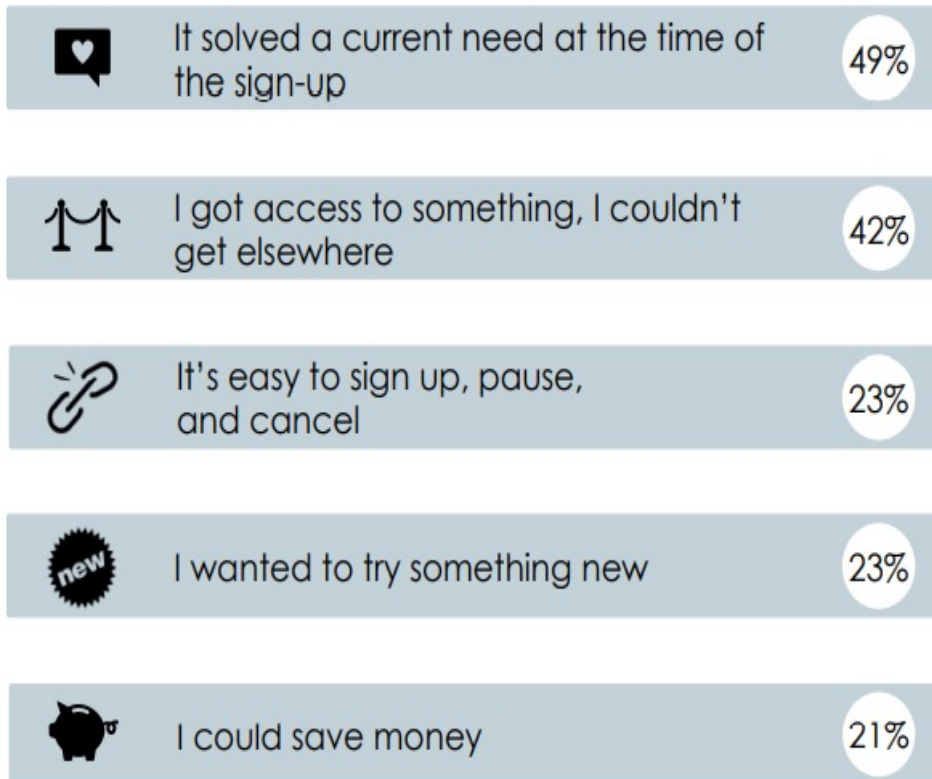 It solved a current need at the time of
the sign-up
49%
I got access to something, I couldn't
get elsewhere
42%
It's easy to sign up, pause,
and cancel
23%
new
I wanted to try something new
23%
I could save money
21%